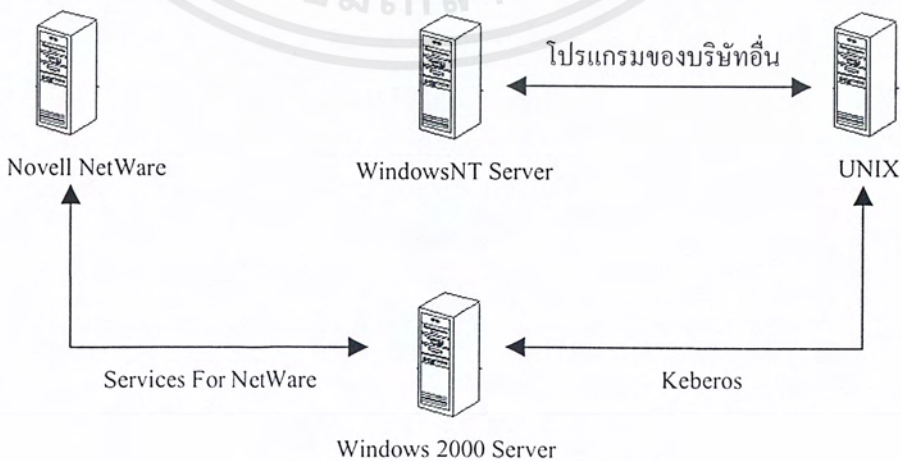 โปรแกรมของบริษัทอื่น
Novell NetWare
WindowsNT Server
UNIX
Services For NetWare
Keberos
Windows 2000 Server